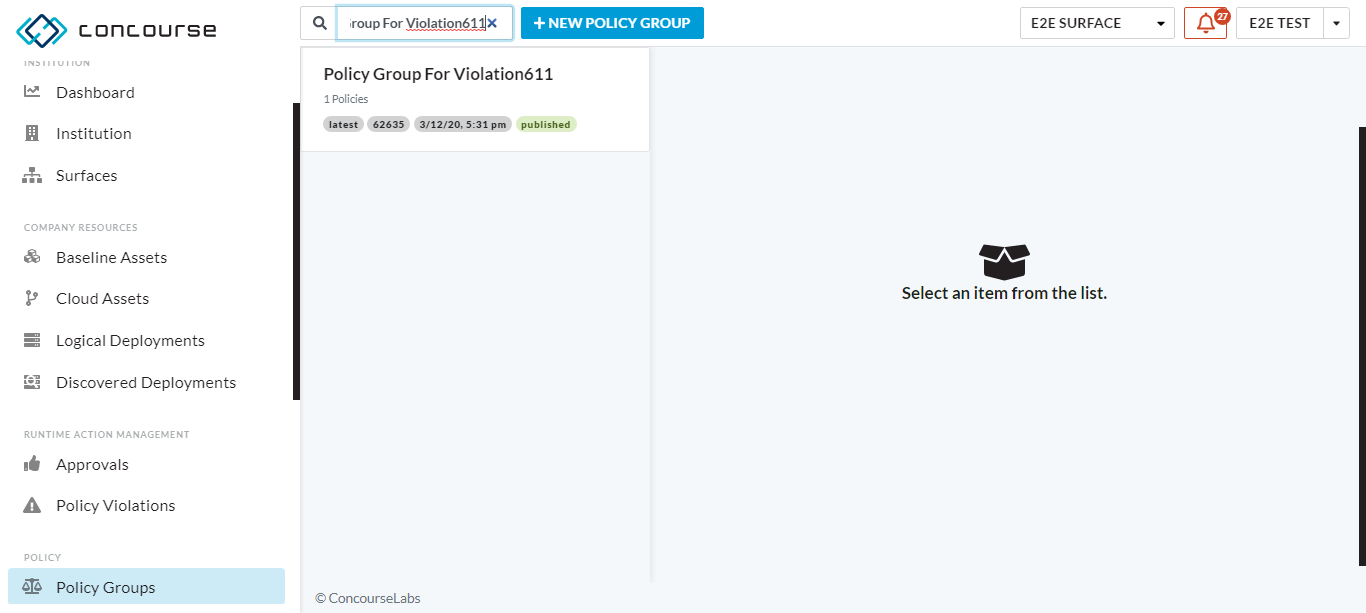 concourse
roup For Violation611
NEW POLICY GROUP
E2E SURFACE
27
E2E TEST
INSTITUTION
Dashboard
Institution
Surfaces
COMPANY RESOURCES
Baseline Assets
Cloud Assets
Logical Deployments
Discovered Deployments
RUNTIME ACTION MANAGEMENT
Approvals
Policy Violations
POLICY
Policy Groups
Policy Group For Violation611
1 Policies
latest 62635 3/12/20, 5:31 pm published
Select an item from the list.
© ConcourseLabs